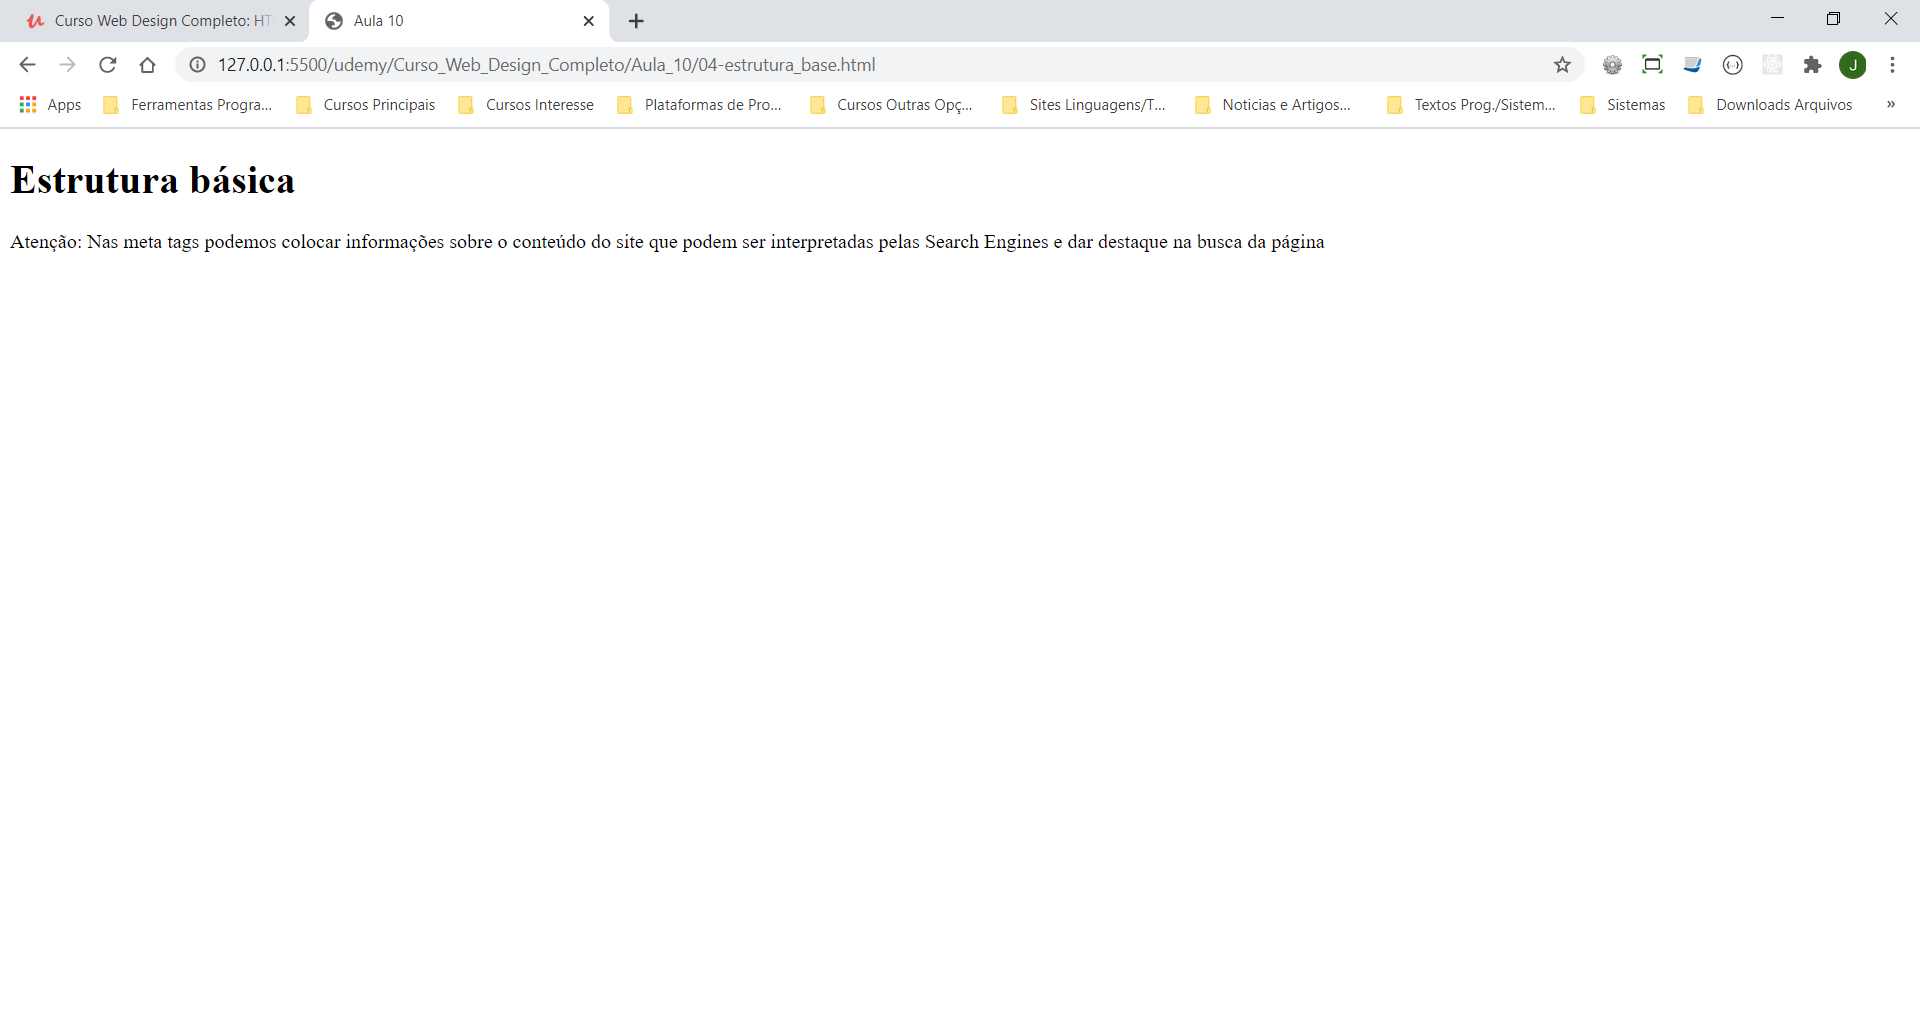 Curso Web Design Completo: HT
Aula 10
127.0.0.1:5500/udemy/Curso_Web_Design_Completo/Aula_10/04-estrutura_base.html
J
Apps Ferramentas Progra... Cursos Principais Cursos Interesse Plataformas de Pro... Cursos Outras Opç... Sites Linguagens/T... Noticias e Artigos... Textos Prog./Sistem... Sistemas Downloads Arquivos »
Estrutura básica
Atenção: Nas meta tags podemos colocar informações sobre o conteúdo do site que podem ser interpretadas pelas Search Engines e dar destaque na busca da página